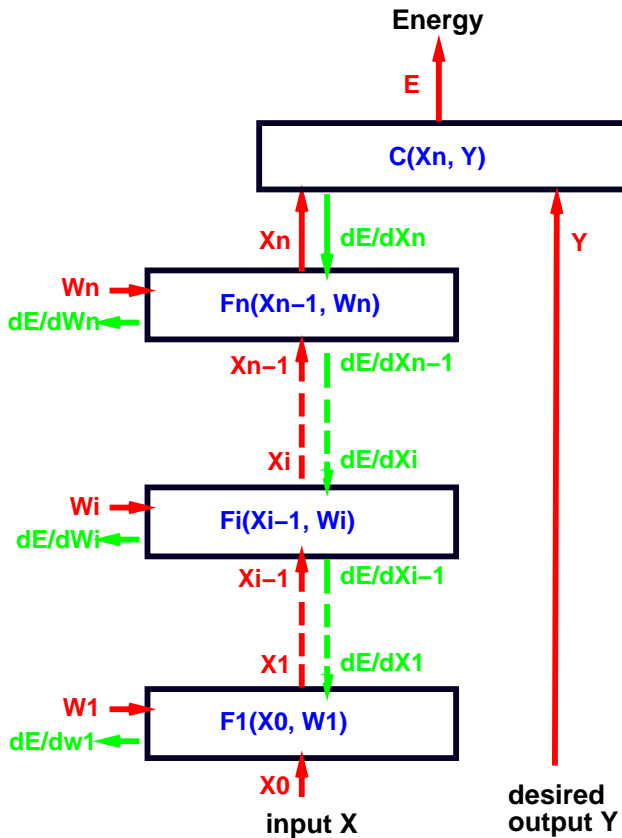 Energy
E
C(Xn, Y)
Xn
dE/dXn
Y
Wn
Fn(Xn−1, Wn)
dE/dWn
Xn−1
dE/dXn−1
Xi
dE/dXi
Wi
Fi(Xi−1, Wi)
dE/dWi
Xi−1
dE/dXi−1
X1
dE/dX1
W1
F1(X0, W1)
dE/dw1
X0
input X
desired
output Y